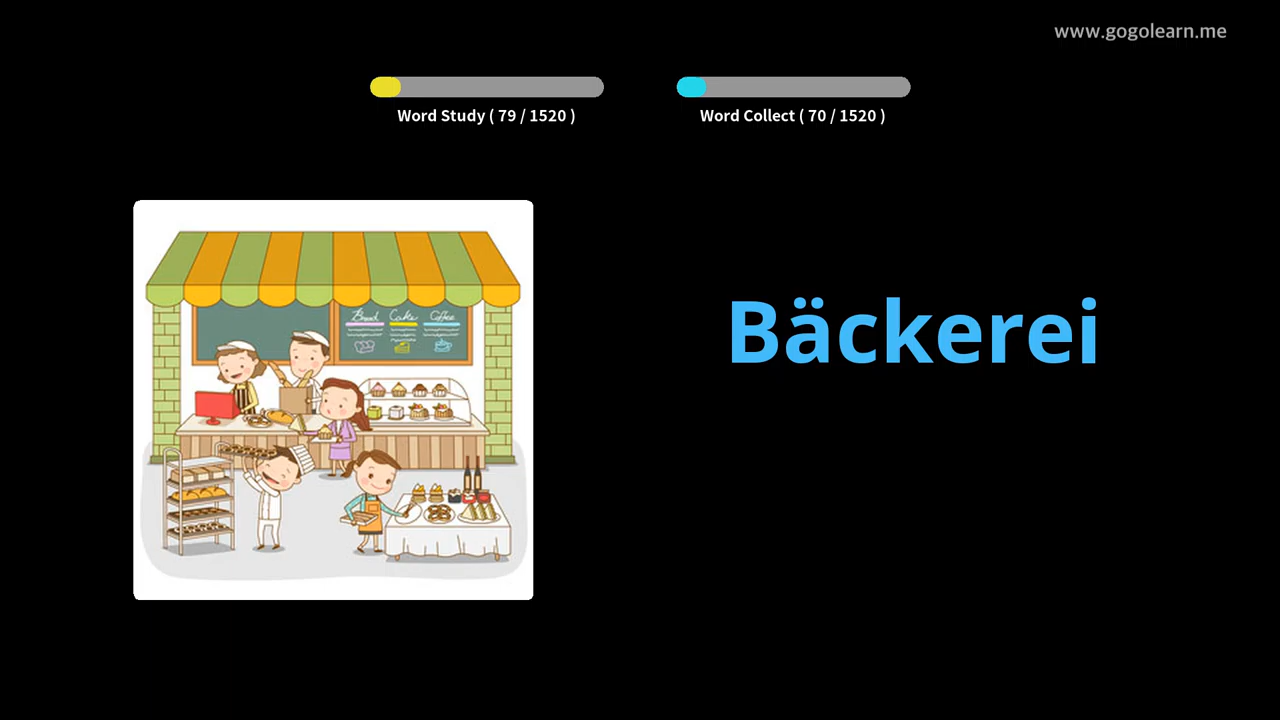 www.gogolearn.me
Word Study ( 79 / 1520 )
Word Collect ( 70 / 1520 )
Bread Cake Coffee
Bäckerei